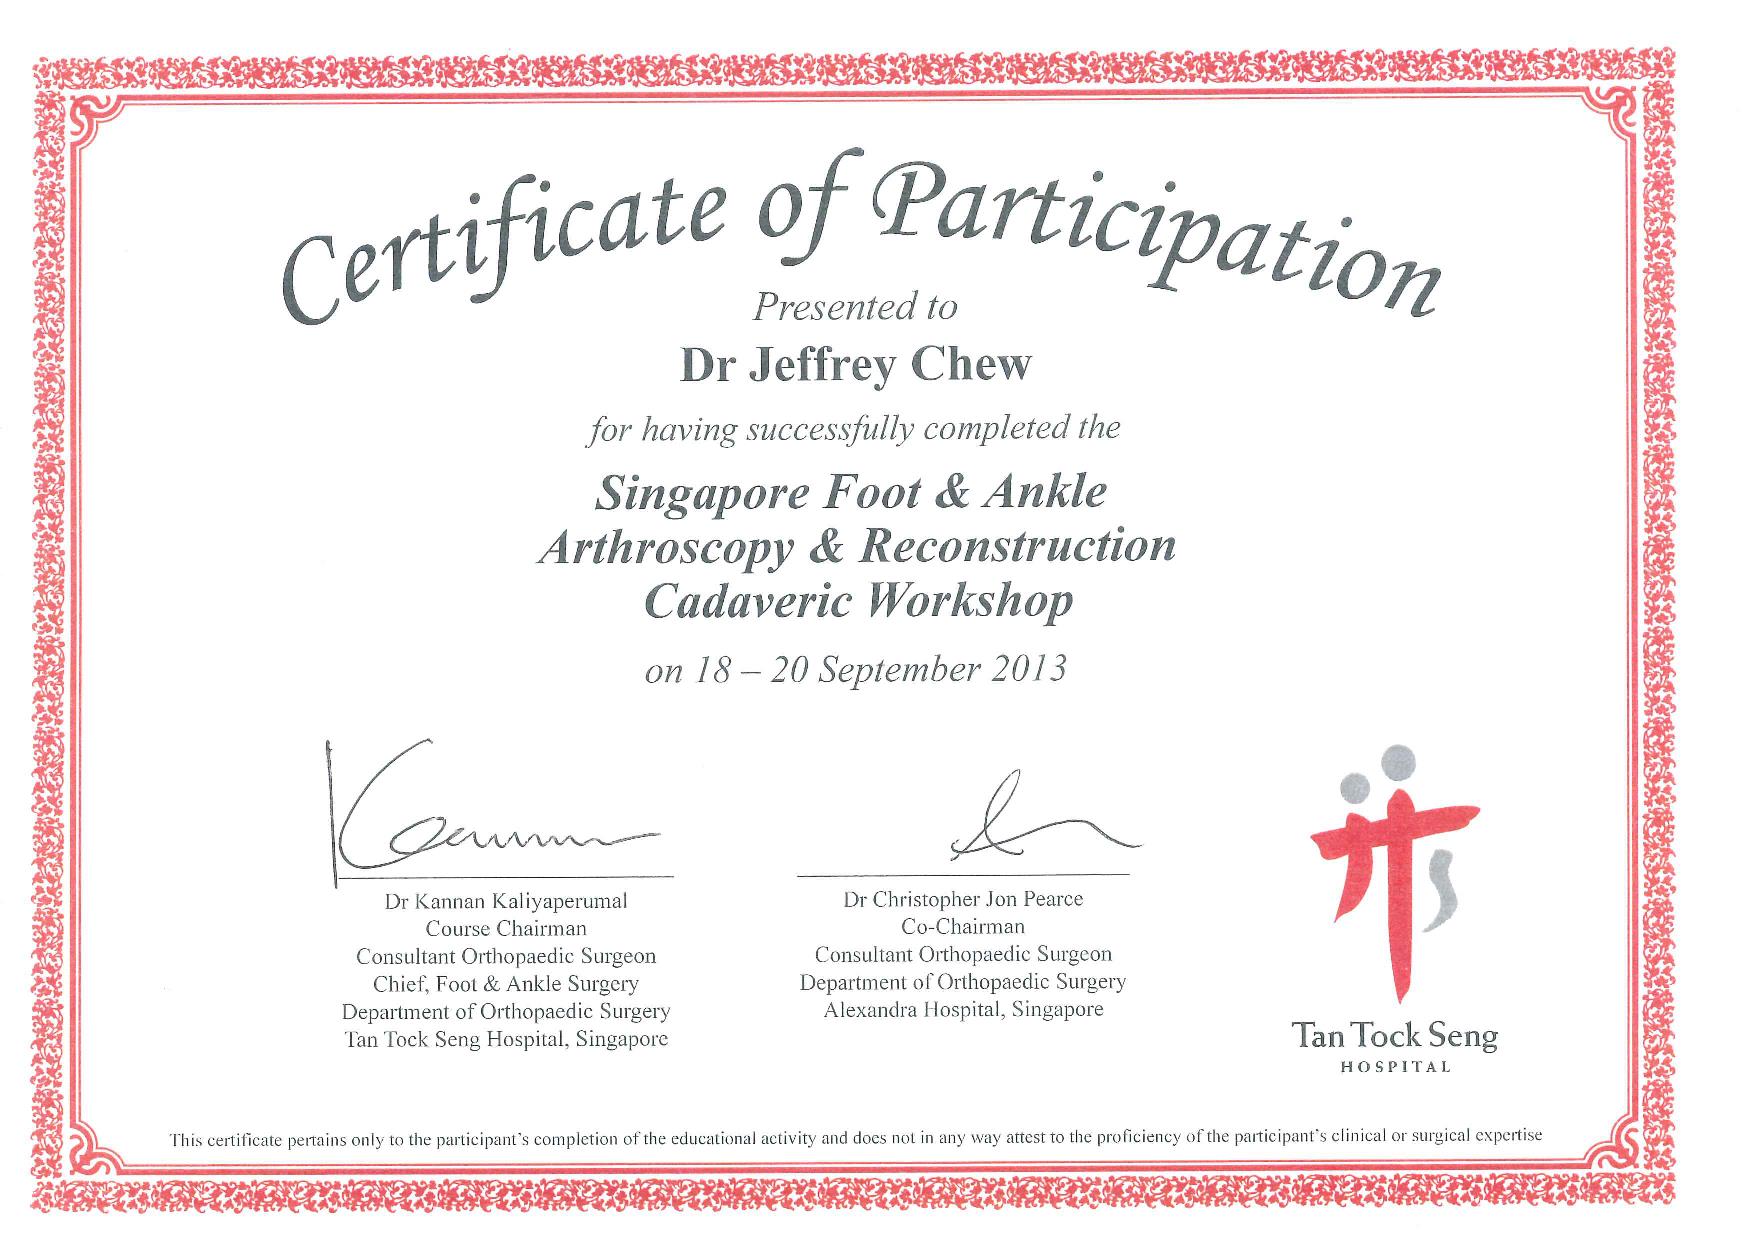 Certificate of Participation
Presented to
Dr Jeffrey Chew
for having successfully completed the
Singapore Foot & Ankle
Arthroscopy & Reconstruction
Cadaveric Workshop
on 18 – 20 September 2013
Dr Kannan Kaliyaperumal
Course Chairman
Consultant Orthopaedic Surgeon
Chief, Foot & Ankle Surgery
Department of Orthopaedic Surgery
Tan Tock Seng Hospital, Singapore
Dr Christopher Jon Pearce
Co-Chairman
Consultant Orthopaedic Surgeon
Department of Orthopaedic Surgery
Alexandra Hospital, Singapore
Tan Tock Seng
HOSPITAL
This certificate pertains only to the participant's completion of the educational activity and does not in any way attest to the proficiency of the participant's clinical or surgical expertise